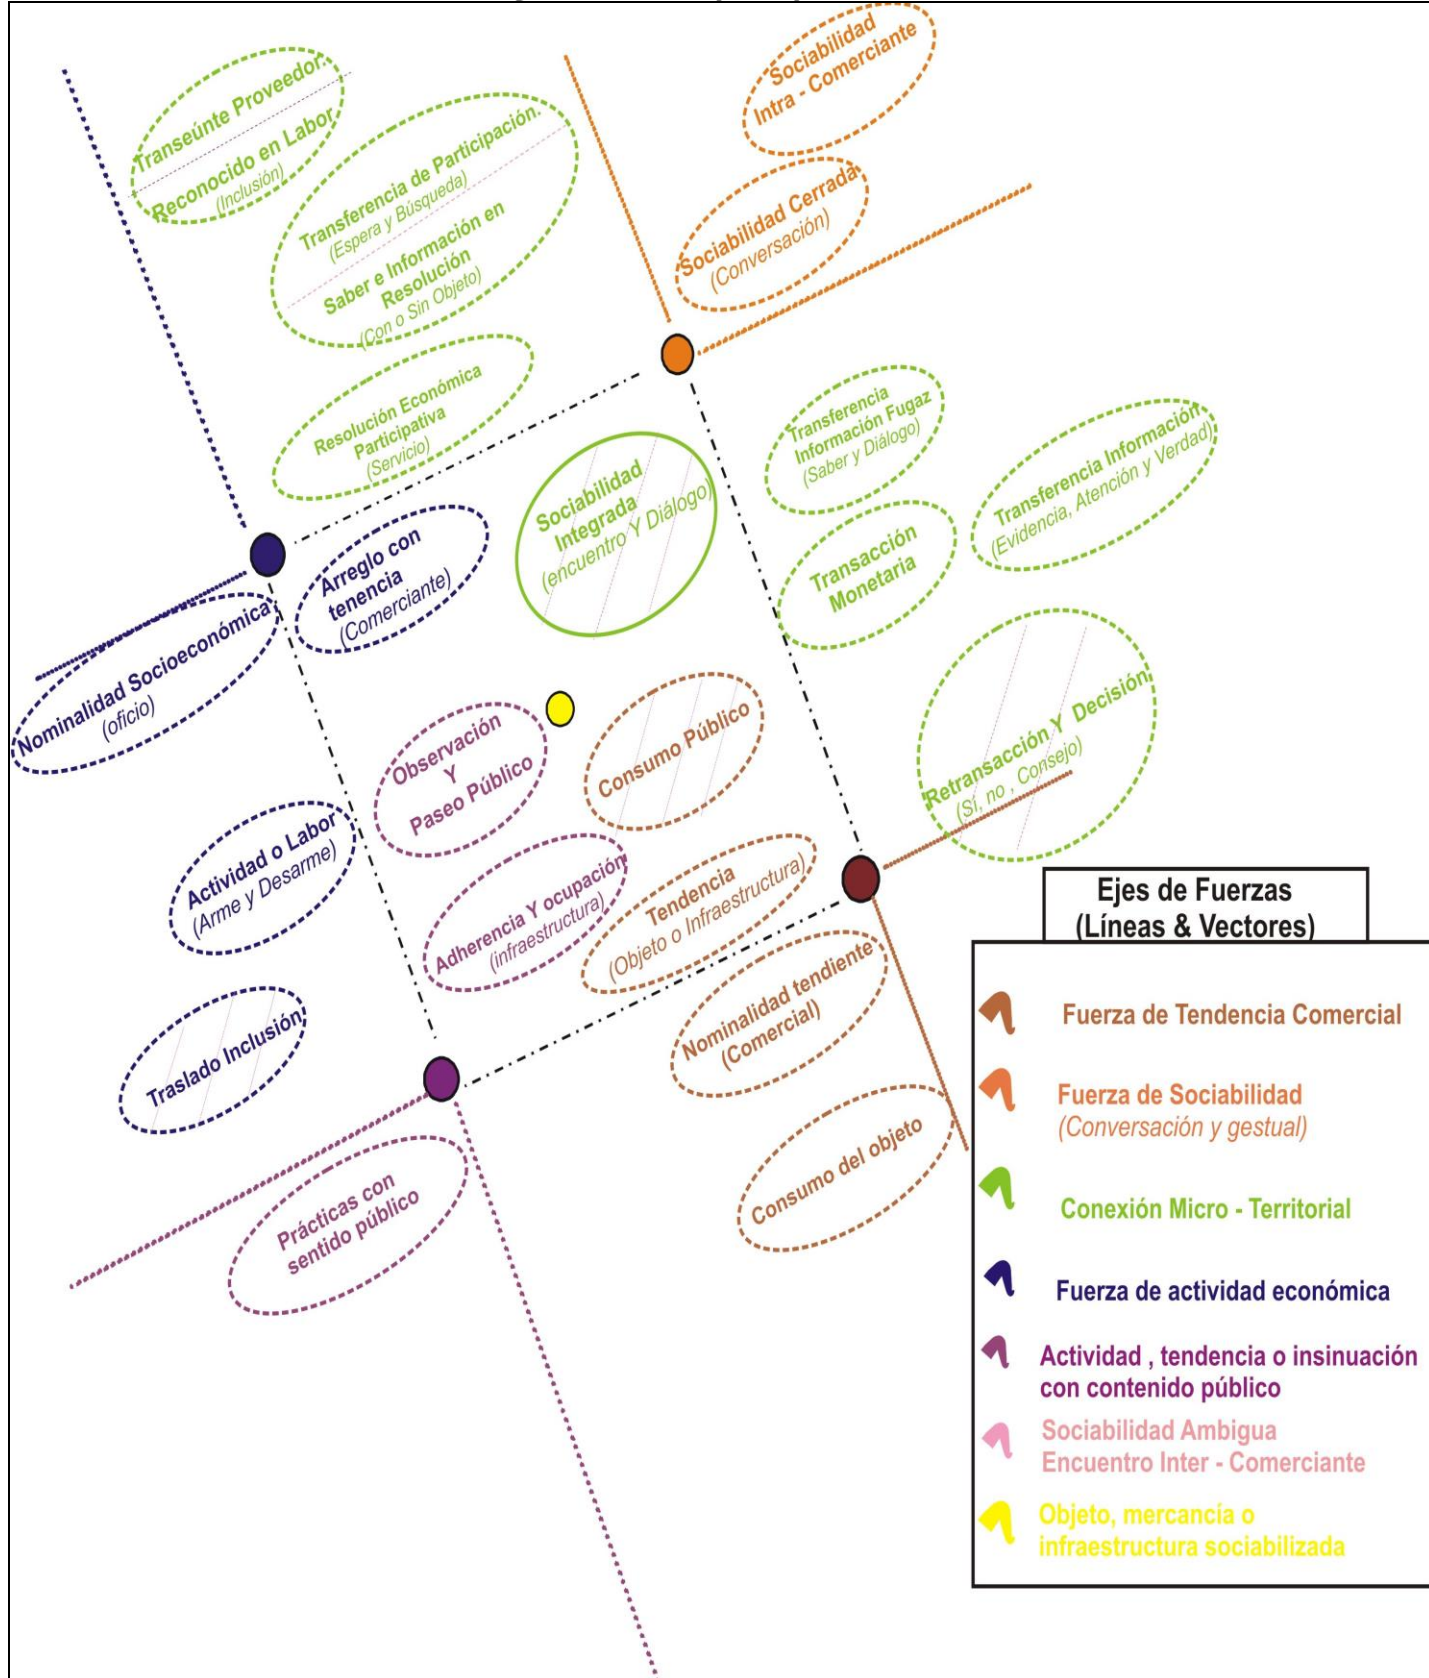 Transeúnte Proveedor.
Reconocido en Labor
(Inclusión)
Transferencia de Participación.
(Espera y Búsqueda)
Saber e Información en
Resolución
(Con o Sin Objeto)
Resolución Económica
Participativa
(Servicio)
Sociabilidad
Intra - Comerciante
Sociabilidad Cerrada
(Conversación)
Transferencia
Información Fugaz
(Saber y Diálogo)
Transferencia Información
(Evidencia, Atención y Verdad)
Transacción
Monetaria
Sociabilidad
Integrada
(encuentro Y Diálogo)
Arreglo con
tenencia
(Comerciante)
Nominalidad Socioeconómica
(oficio)
Retransacción Y Decisión
(Sí, no , Consejo)
Observación
Y
Paseo Público
Consumo Público
Actividad o Labor
(Arme y Desarme)
Adherencia Y ocupación
(infraestructura)
Tendencia
(Objeto o Infraestructura)
Nominalidad tendiente
(Comercial)
Traslado Inclusión
Consumo del objeto
Prácticas con
sentido público
Ejes de Fuerzas
(Líneas & Vectores)
Fuerza de Tendencia Comercial
Fuerza de Sociabilidad
(Conversación y gestual)
Conexión Micro - Territorial
Fuerza de actividad económica
Actividad , tendencia o insinuación
con contenido público
Sociabilidad Ambigua
Encuentro Inter - Comerciante
Objeto, mercancía o
infraestructura sociabilizada